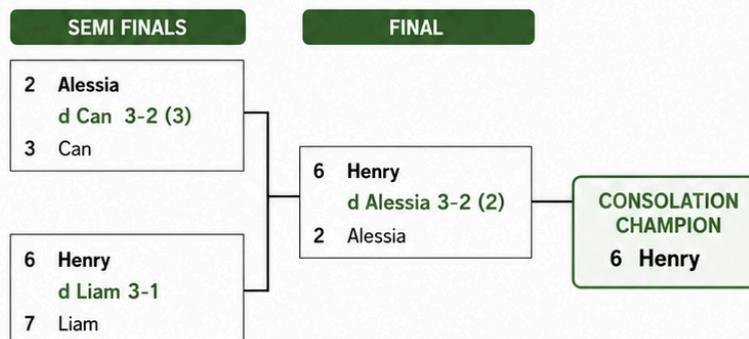 SEMI FINALS
2 Alessia
d Can 3-2 (3)
3 Can
6 Henry
d Liam 3-1
7 Liam
FINAL
6 Henry
d Alessia 3-2 (2)
2 Alessia
CONSOLATION
CHAMPION
6 Henry